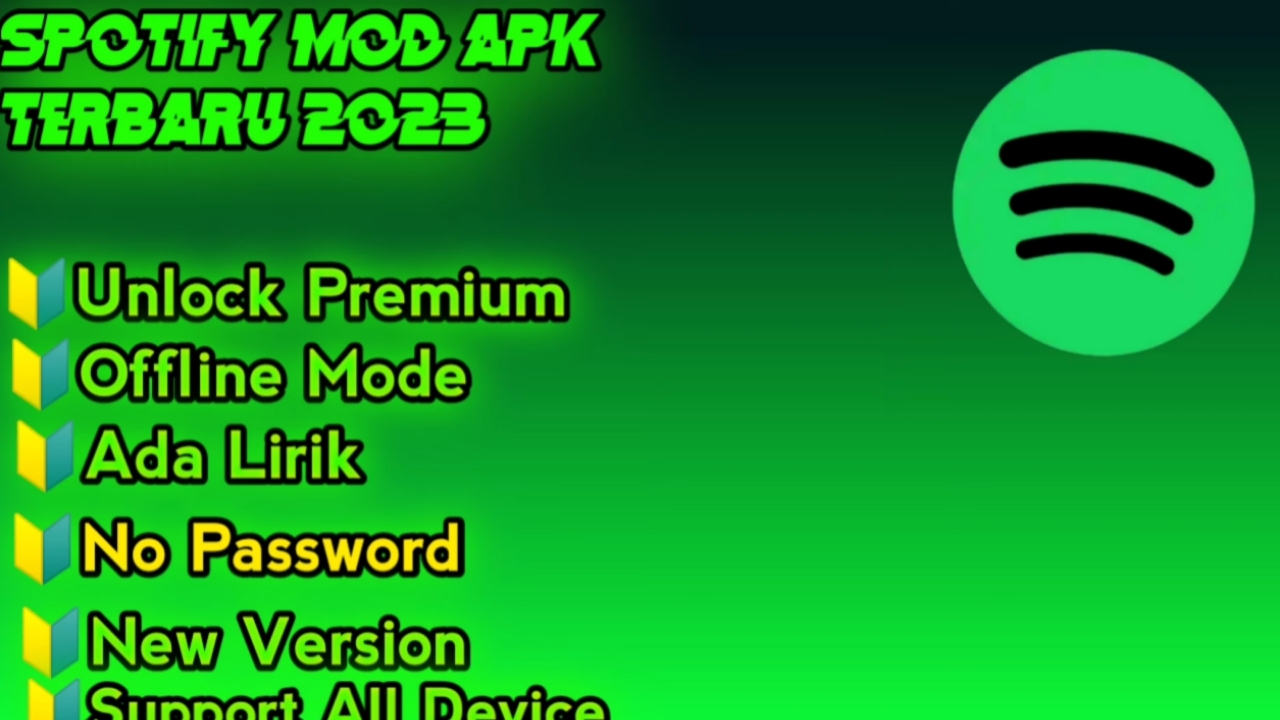 SPOTIFY MOD APK
TERBARU 2023
Unlock Premium
Offline Mode
Ada Lirik
No Password
New Version
Support All Device